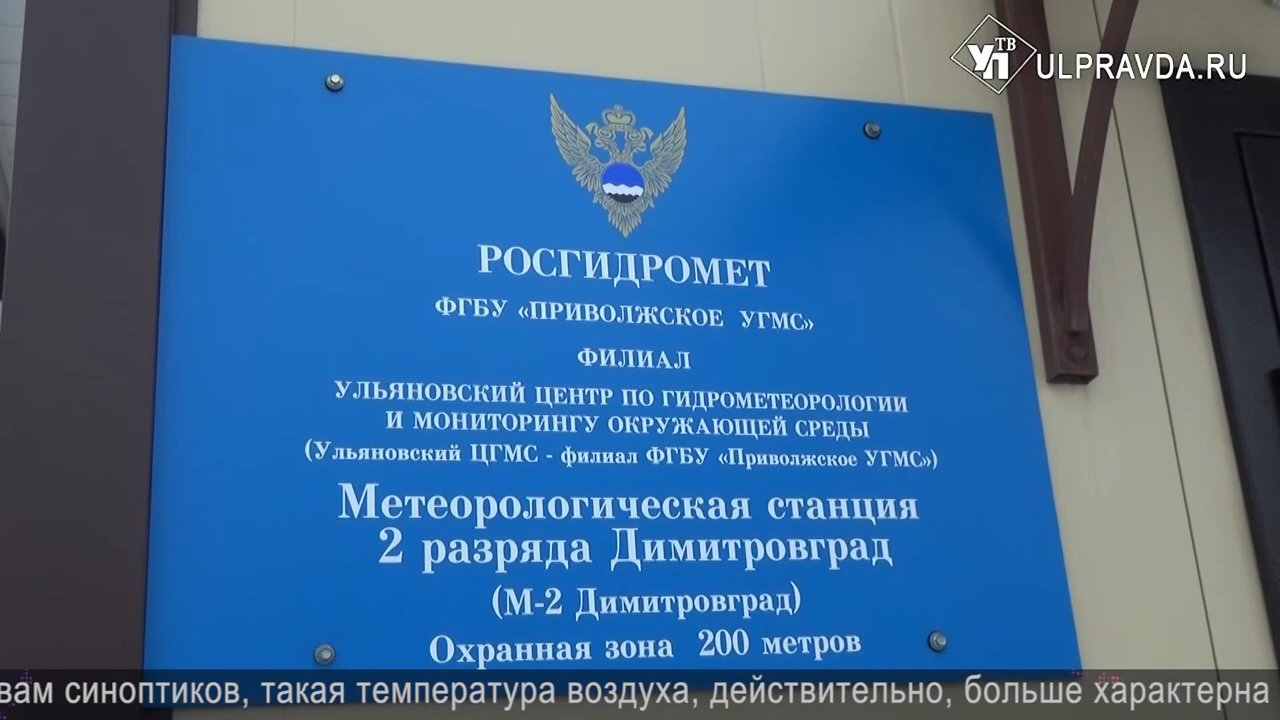 УП ТВ
ULPRAVDA.RU
РОСГИДРОМЕТ
ФГБУ «ПРИВОЛЖСКОЕ УГМС»
ФИЛИАЛ
УЛЬЯНОВСКИЙ ЦЕНТР ПО ГИДРОМЕТЕОРОЛОГИИ
И МОНИТОРИНГУ ОКРУЖАЮЩЕЙ СРЕДЫ
(Ульяновский ЦГМС - филиал ФГБУ «Приволжское УГМС»)
Метеорологическая станция
2 разряда Димитровград
(М-2 Димитровград)
Охранная зона 200 метров
вам синоптиков, такая температура воздуха, действительно, больше характерна